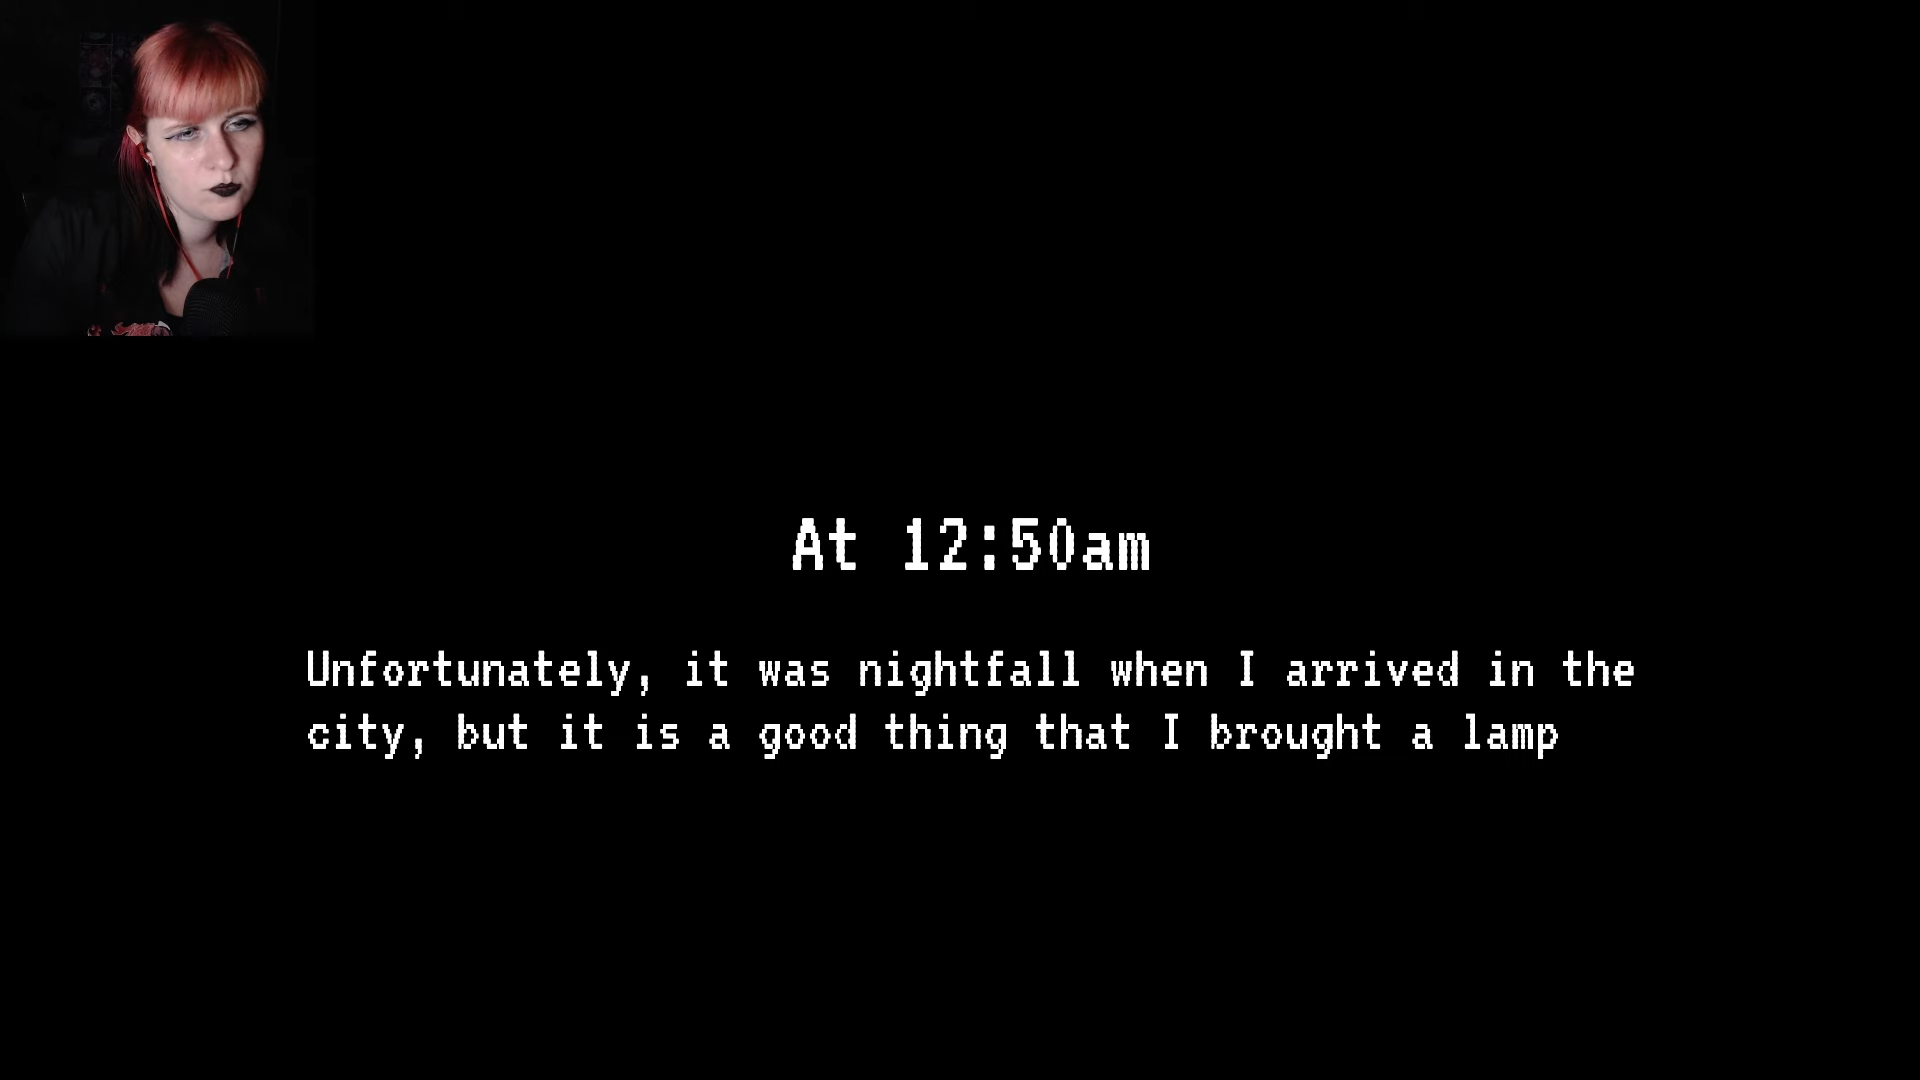 At 12:50am
Unfortunately, it was nightfall when I arrived in the
city, but it is a good thing that I brought a lamp